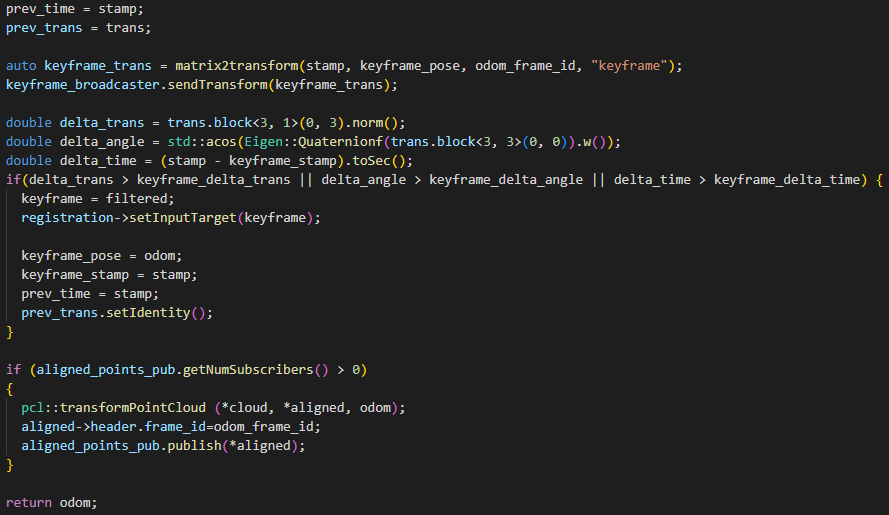 prev_time = stamp;
prev_trans = trans;

auto keyframe_trans = matrix2transform(stamp, keyframe_pose, odom_frame_id, "keyframe");
keyframe_broadcaster.sendTransform(keyframe_trans);

double delta_trans = trans.block<3, 1>(0, 3).norm();
double delta_angle = std::acos(Eigen::Quaternionf(trans.block<3, 3>(0, 0)).w());
double delta_time = (stamp - keyframe_stamp).toSec();
if(delta_trans > keyframe_delta_trans || delta_angle > keyframe_delta_angle || delta_time > keyframe_delta_time) {
  keyframe = filtered;
  registration->setInputTarget(keyframe);

  keyframe_pose = odom;
  keyframe_stamp = stamp;
  prev_time = stamp;
  prev_trans.setIdentity();
}

if (aligned_points_pub.getNumSubscribers() > 0)
{
  pcl::transformPointCloud (*cloud, *aligned, odom);
  aligned->header.frame_id=odom_frame_id;
  aligned_points_pub.publish(*aligned);
}

return odom;